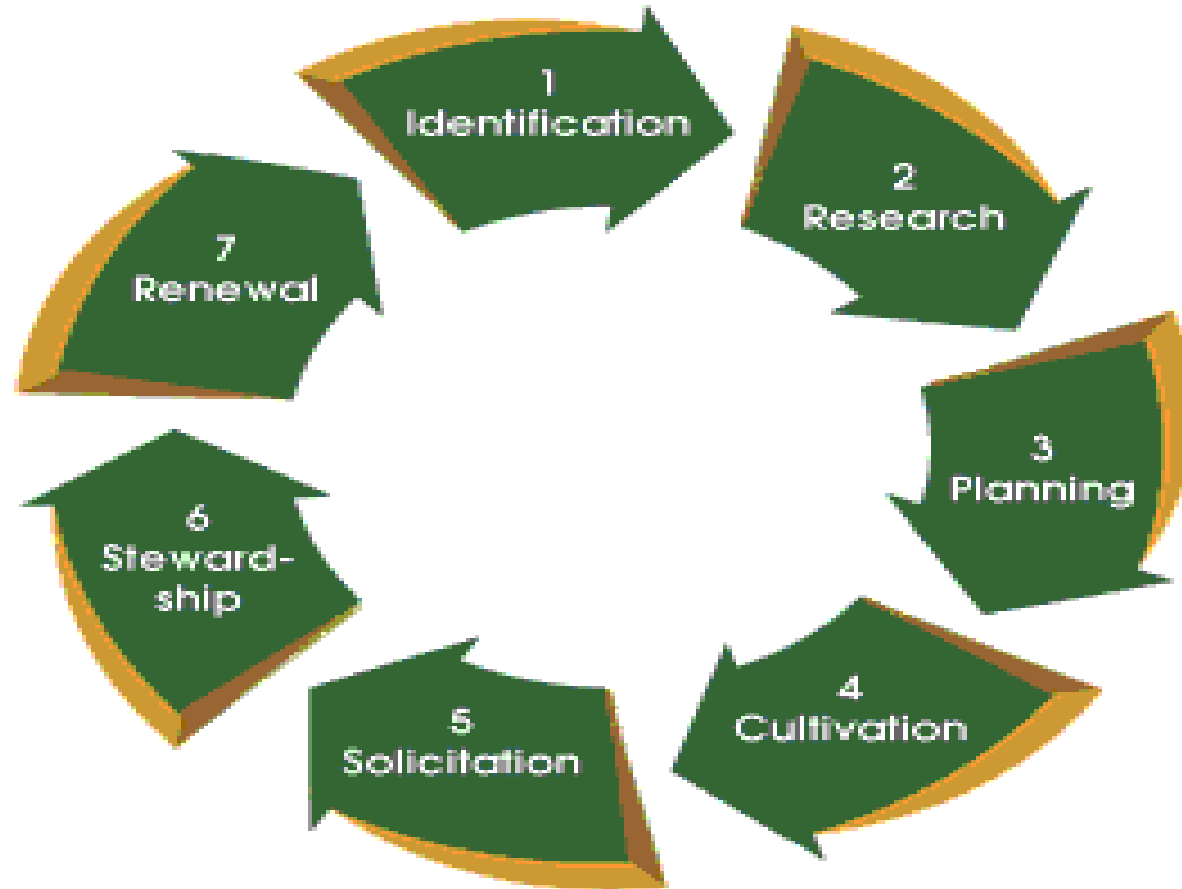 1
Identification
2
Research
3
Planning
4
Cultivation
5
Solicitation
6
Steward-
ship
7
Renewal